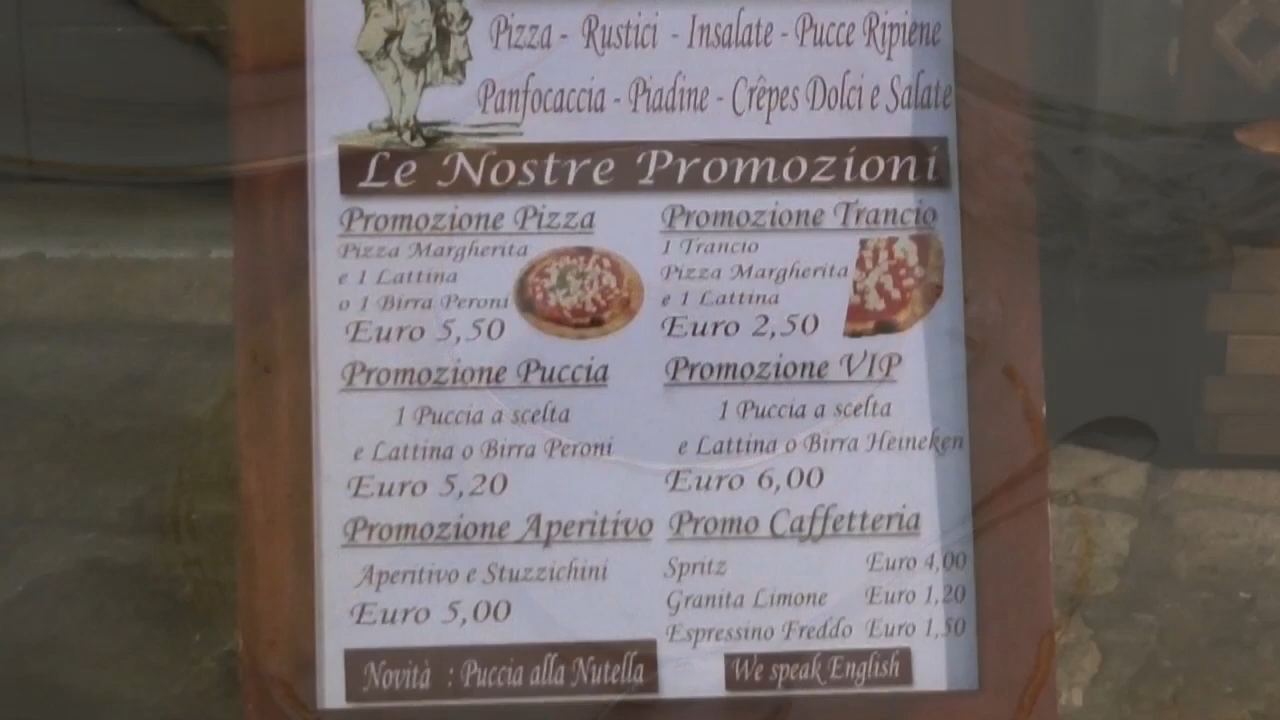 Pizza - Rustici - Insalate - Pucce Ripiene
Panfocaccia - Piadine - Crêpes Dolci e Salate
Le Nostre Promozioni
Promozione Pizza
Pizza Margherita
e 1 Lattina
o 1 Birra Peroni
Euro 5,50
Promozione Trancio
1 Trancio
Pizza Margherita
e 1 Lattina
Euro 2,50
Promozione Puccia
1 Puccia a scelta
e Lattina o Birra Peroni
Euro 5,20
Promozione VIP
1 Puccia a scelta
e Lattina o Birra Heineken
Euro 6,00
Promozione Aperitivo
Aperitivo e Stuzzichini
Euro 5,00
Promo Caffetteria
Spritz Euro 4,00
Granita Limone Euro 1,20
Espressino Freddo Euro 1,50
Novità : Puccia alla Nutella
We speak English